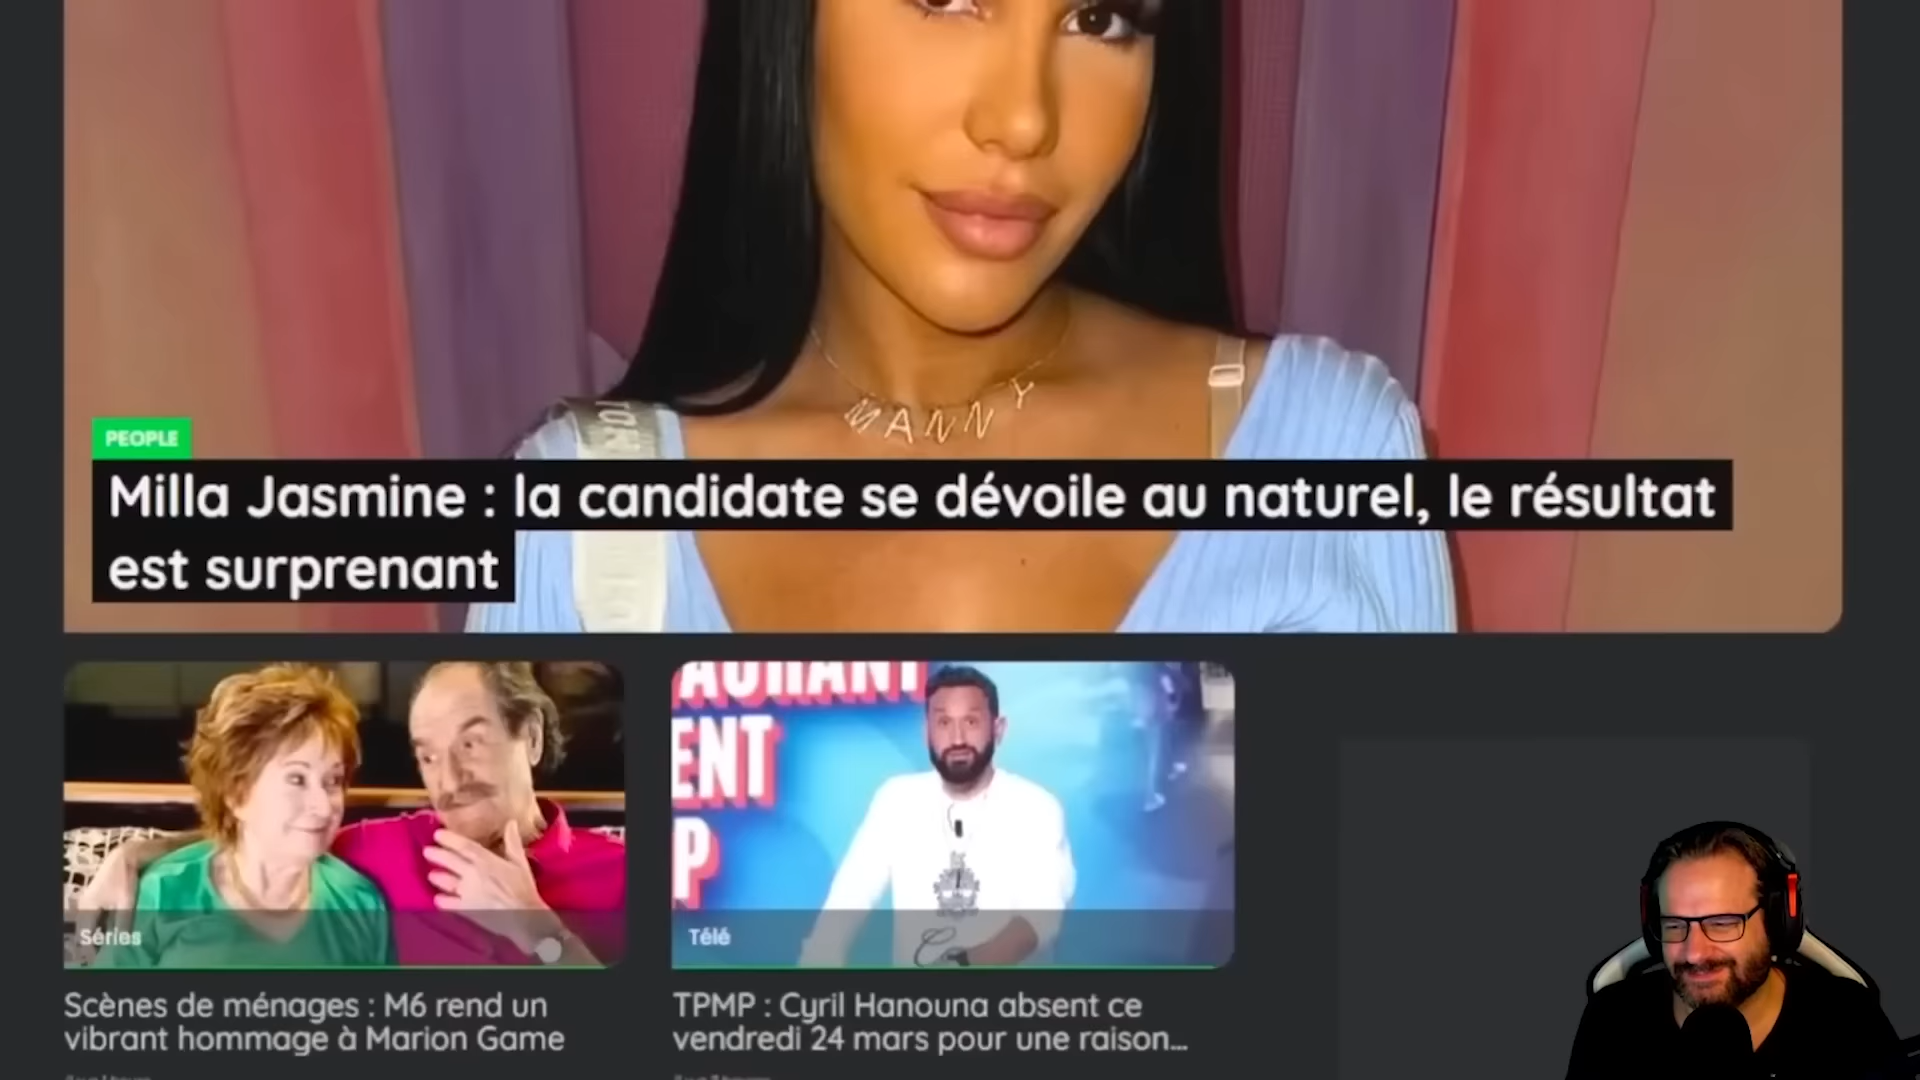 MANNY
PEOPLE
Milla Jasmine : la candidate se dévoile au naturel, le résultat
est surprenant
ENT
P
Séries
Télé
Scènes de ménages : M6 rend un
vibrant hommage à Marion Game
TPMP : Cyril Hanouna absent ce
vendredi 24 mars pour une raison...